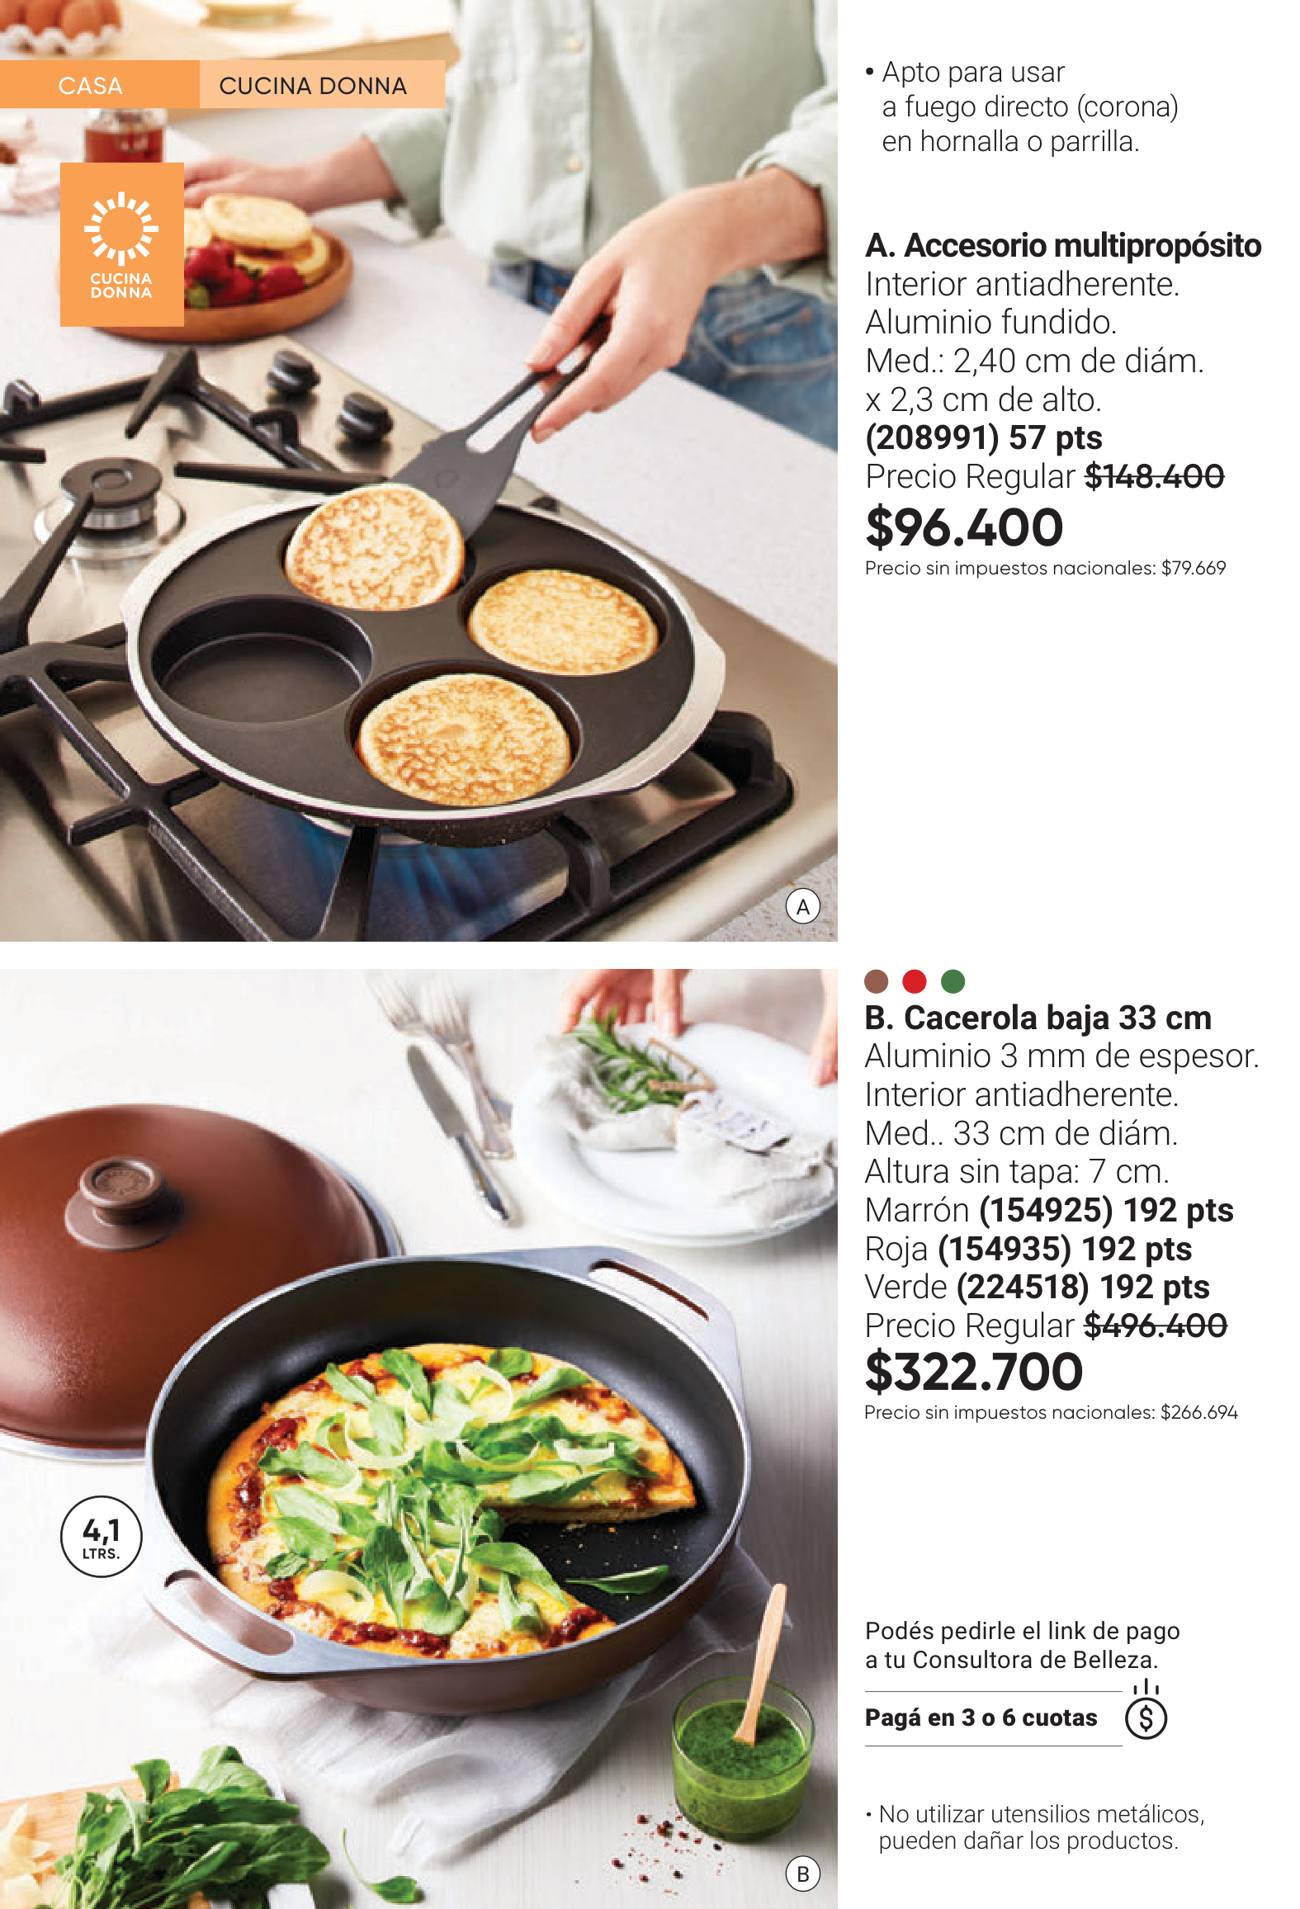 CASA
CUCINA DONNA
CUCINA
DONNA
• Apto para usar
a fuego directo (corona)
en hornalla o parrilla.
A. Accesorio multipropósito
Interior antiadherente.
Aluminio fundido.
Med.: 2,40 cm de diám.
x 2,3 cm de alto.
(208991) 57 pts
Precio Regular $148.400
$96.400
Precio sin impuestos nacionales: $79.669
A
B. Cacerola baja 33 cm
Aluminio 3 mm de espesor.
Interior antiadherente.
Med.. 33 cm de diám.
Altura sin tapa: 7 cm.
Marrón (154925) 192 pts
Roja (154935) 192 pts
Verde (224518) 192 pts
Precio Regular $496.400
$322.700
Precio sin impuestos nacionales: $266.694
4,1
LTRS.
Podés pedirle el link de pago
a tu Consultora de Belleza.
Pagá en 3 o 6 cuotas
$
• No utilizar utensilios metálicos,
pueden dañar los productos.
B